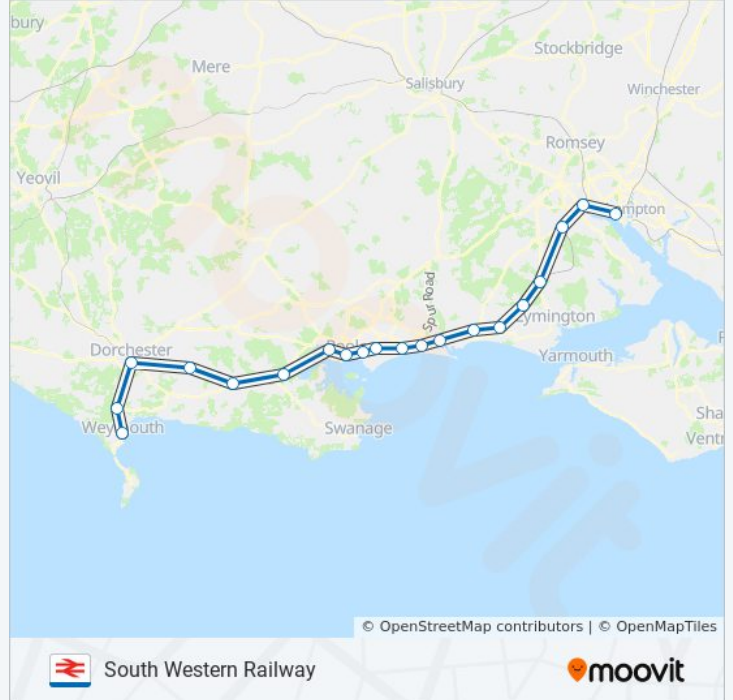 bury
Stockbridge
Mere
Salisbury
Winchester
Romsey
Yeovil
mpton
Spur Road
Lymington
Dorchester
Poole
Yarmouth
Weymouth
Swanage
Sha
Ventr
© OpenStreetMap contributors | © OpenMapTiles
South Western Railway
moovit